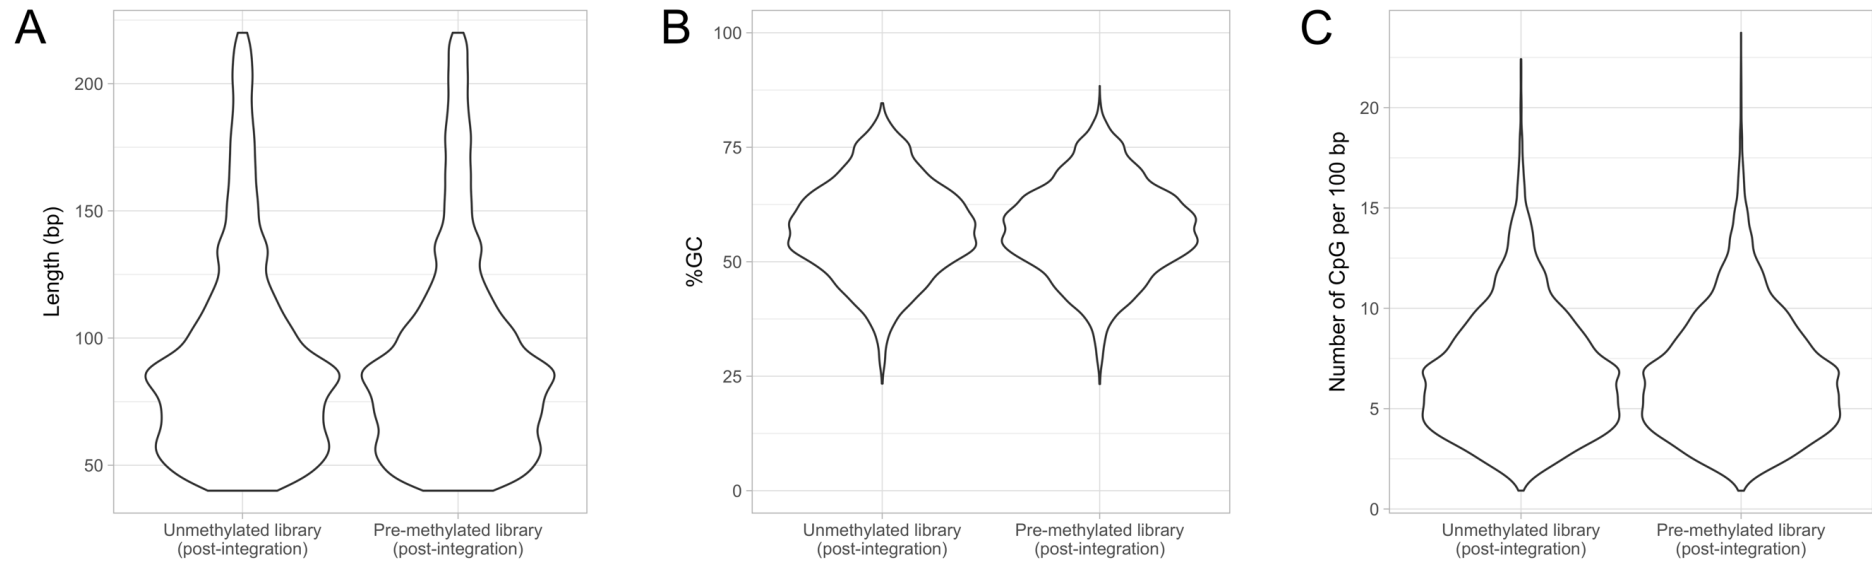 A
Length (bp)
200
150
100
50
Unmethylated library
(post-integration)
Pre-methylated library
(post-integration)
B
%GC
100
75
50
25
0
Unmethylated library
(post-integration)
Pre-methylated library
(post-integration)
C
Number of CpG per 100 bp
20
15
10
5
0
Unmethylated library
(post-integration)
Pre-methylated library
(post-integration)